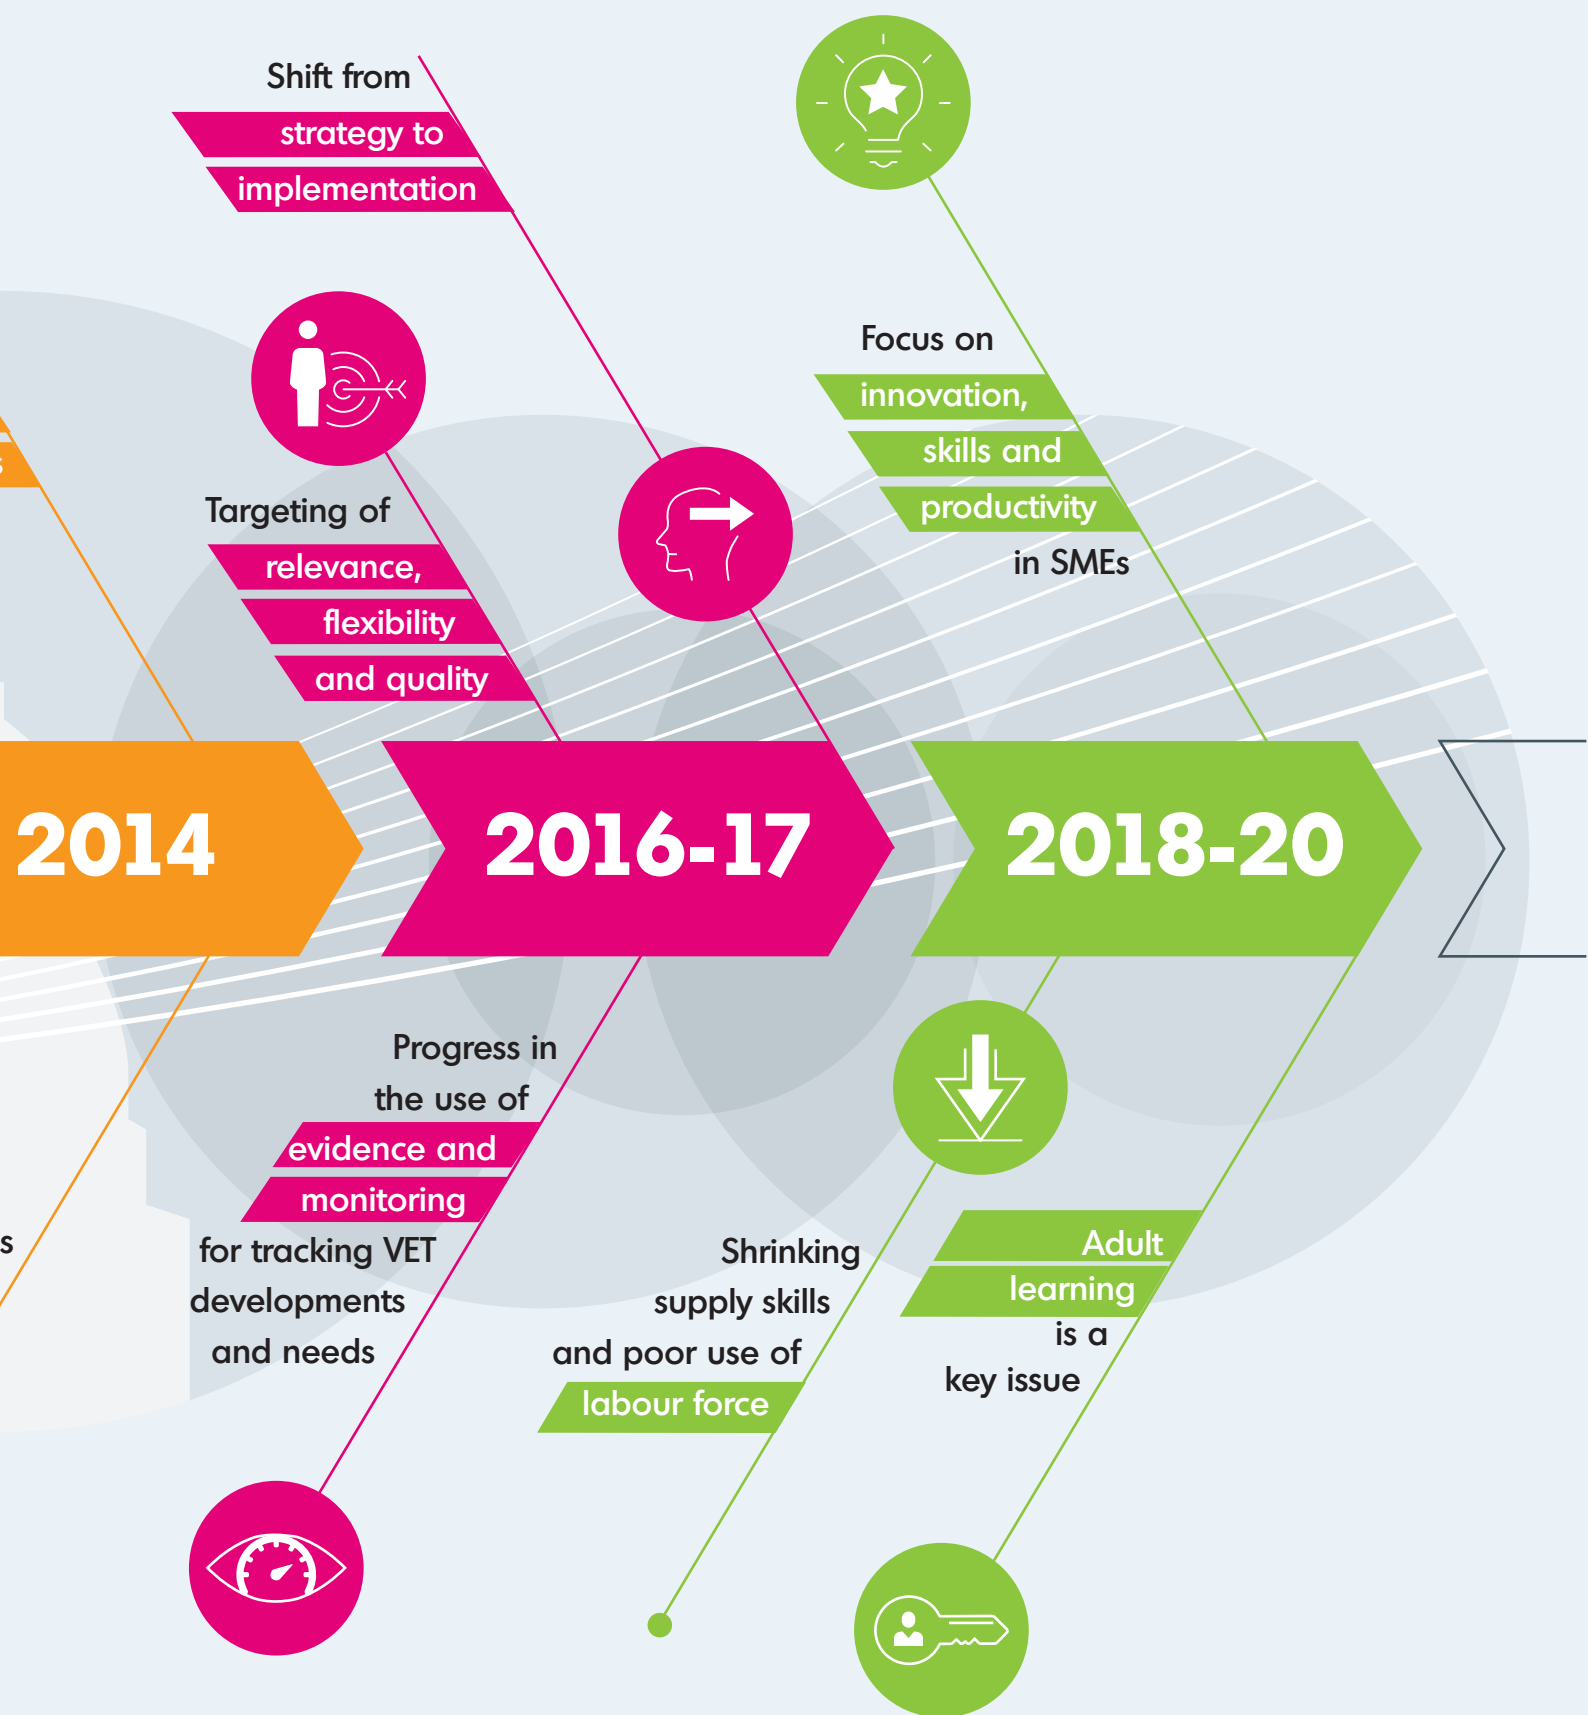 Shift from
strategy to
implementation
Targeting of
relevance,
flexibility
and quality
Focus on
innovation,
skills and
productivity
in SMEs
s
2014
2016-17
2018-20
s
Progress in
the use of
evidence and
monitoring
for tracking VET
developments
and needs
Shrinking
supply skills
and poor use of
labour force
Adult
learning
is a
key issue